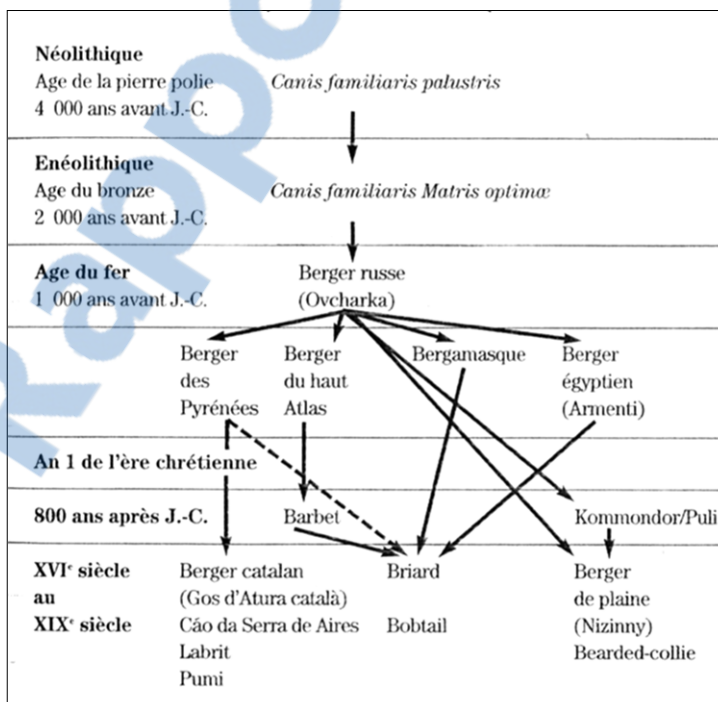 Rappo
Néolithique
Age de la pierre polie
4 000 ans avant J.-C.
Canis familiaris palustris
Enéolithique
Age du bronze
2 000 ans avant J.-C.
Canis familiaris Matris optimæ
Age du fer
1 000 ans avant J.-C.
Berger russe
(Ovcharka)
Berger
des
Pyrénées
Berger
du haut
Atlas
Bergamasque
Berger
égyptien
(Armenti)
An 1 de l'ère chrétienne
800 ans après J.-C.
Barbet
Kommondor/Puli
XVIe siècle
au
XIXe siècle
Berger catalan
(Gos d'Atura català)
Cáo da Serra de Aires
Labrit
Pumi
Briard
Bobtail
Berger
de plaine
(Nizinny)
Bearded-collie